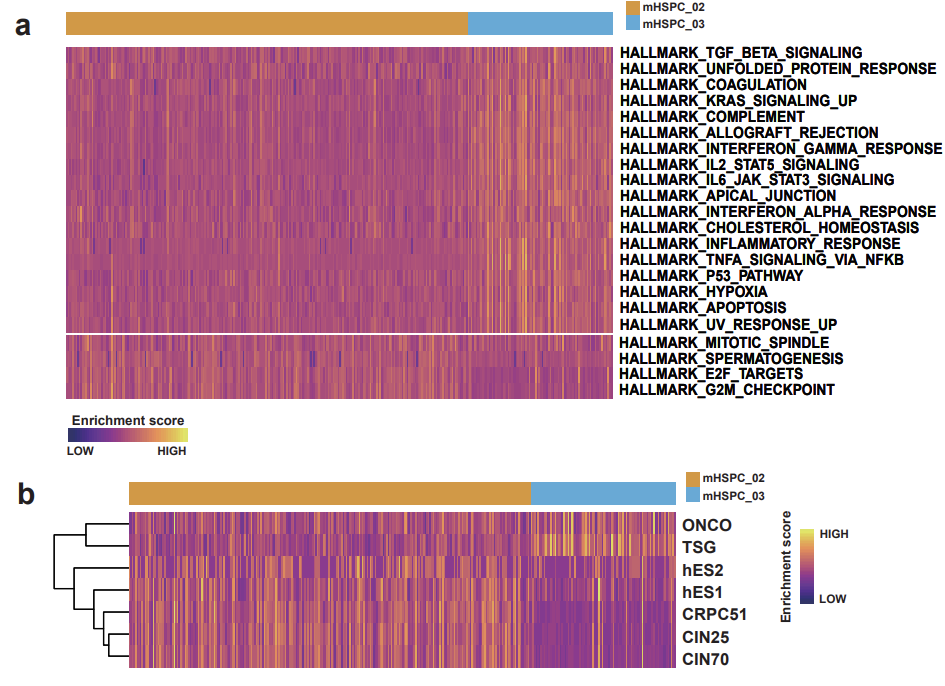 a
mHSPC_02
mHSPC_03
HALLMARK_TGF_BETA_SIGNALING
HALLMARK_UNFOLDED_PROTEIN_RESPONSE
HALLMARK_COAGULATION
HALLMARK_KRAS_SIGNALING_UP
HALLMARK_COMPLEMENT
HALLMARK_ALLOGRAFT_REJECTION
HALLMARK_INTERFERON_GAMMA_RESPONSE
HALLMARK_IL2_STAT5_SIGNALING
HALLMARK_IL6_JAK_STAT3_SIGNALING
HALLMARK_APICAL_JUNCTION
HALLMARK_INTERFERON_ALPHA_RESPONSE
HALLMARK_CHOLESTEROL_HOMEOSTASIS
HALLMARK_INFLAMMATORY_RESPONSE
HALLMARK_TNFA_SIGNALING_VIA_NFKB
HALLMARK_P53_PATHWAY
HALLMARK_HYPOXIA
HALLMARK_APOPTOSIS
HALLMARK_UV_RESPONSE_UP
HALLMARK_MITOTIC_SPINDLE
HALLMARK_SPERMATOGENESIS
HALLMARK_E2F_TARGETS
HALLMARK_G2M_CHECKPOINT
Enrichment score
LOW HIGH
b
mHSPC_02
mHSPC_03
ONCO
TSG
hES2
hES1
CRPC51
CIN25
CIN70
Enrichment score
HIGH
LOW